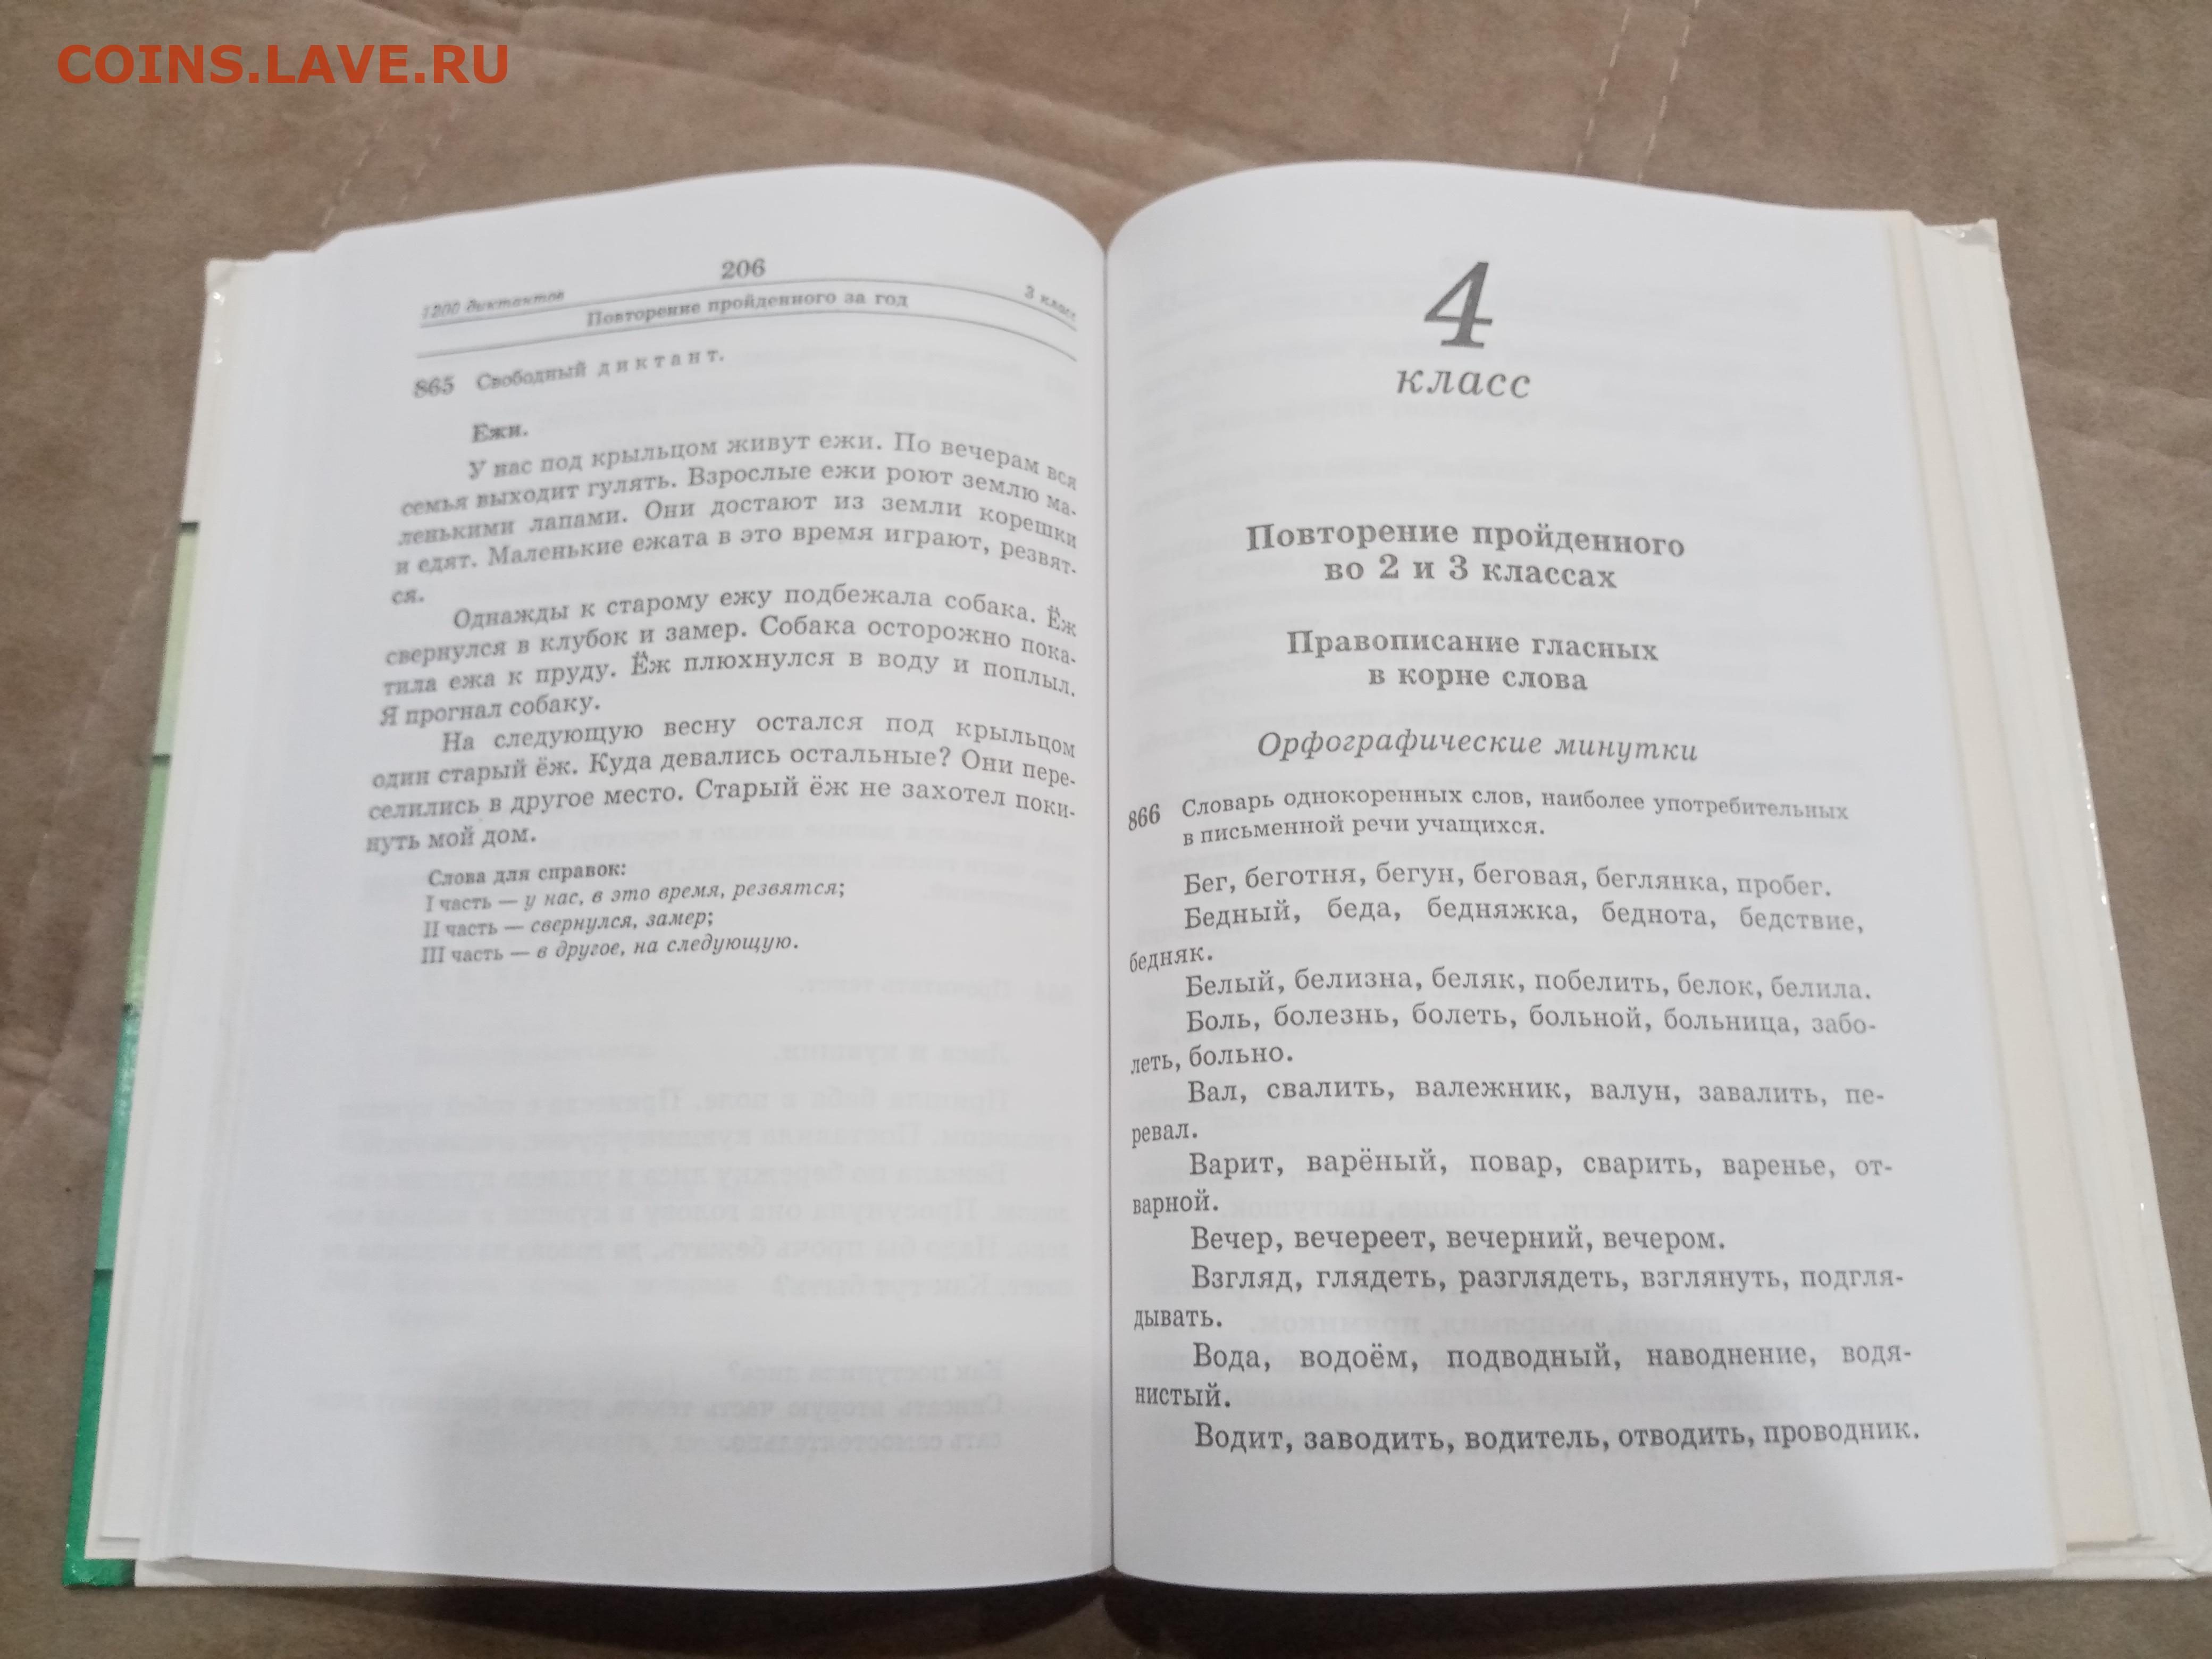 COINS.LAVE.RU
206
1200 диктантов
3 класс
Повторение пройденного за год
865 Свободный диктант.
Ежи.
У нас под крыльцом живут ежи. По вечерам вся
семья выходит гулять. Взрослые ежи роют землю ма-
ленькими лапами. Они достают из земли корешки
и едят. Маленькие ежата в это время играют, резвят-
ся.
Однажды к старому ежу подбежала собака. Ёж
свернулся в клубок и замер. Собака осторожно пока-
тила ежа к пруду. Ёж плюхнулся в воду и поплыл.
Я прогнал собаку.
На следующую весну остался под крыльцом
один старый ёж. Куда девались остальные? Они пере-
селились в другое место. Старый ёж не захотел поки-
нуть мой дом.
Слова для справок:
I часть — у нас, в это время, резвятся;
II часть — свернулся, замер;
III часть — в другое, на следующую.
4
класс
Повторение пройденного
во 2 и 3 классах
Правописание гласных
в корне слова
Орфографические минутки
866 Словарь однокоренных слов, наиболее употребительных
в письменной речи учащихся.
Бег, беготня, бегун, беговая, беглянка, пробег.
Бедный, беда, бедняжка, беднота, бедствие,
бедняк.
Белый, белизна, беляк, побелить, белок, белила.
Боль, болезнь, болеть, больной, больница, забо-
леть, больно.
Вал, свалить, валежник, валун, завалить, пе-
ревал.
Варит, варёный, повар, сварить, варенье, от-
варной.
Вечер, вечереет, вечерний, вечером.
Взгляд, глядеть, разглядеть, взглянуть, подгля-
дывать.
Вода, водоём, подводный, наводнение, водя-
нистый.
Водит, заводить, водитель, отводить, проводник.